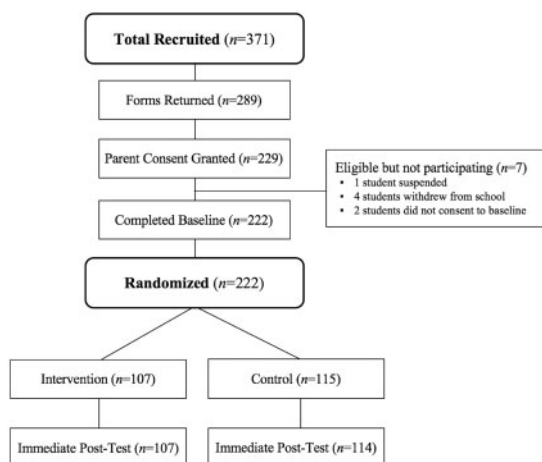 Total Recruited (n=371)
Forms Returned (n=289)
Parent Consent Granted (n=229)
Eligible but not participating (n=7)
• 1 student suspended
• 4 students withdrew from school
• 2 students did not consent to baseline
Completed Baseline (n=222)
Randomized (n=222)
Intervention (n=107)
Control (n=115)
Immediate Post-Test (n=107)
Immediate Post-Test (n=114)